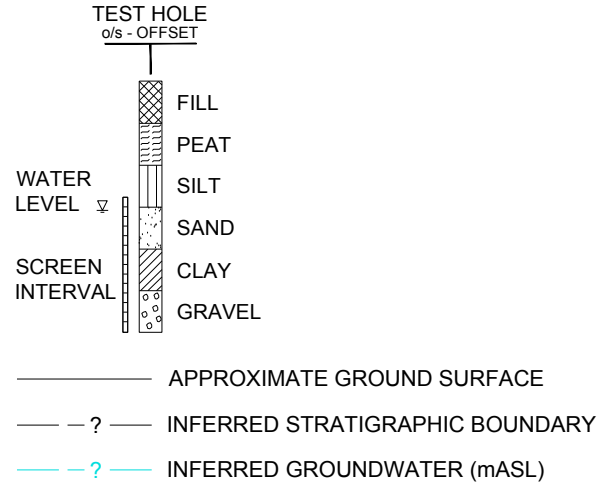 TEST HOLE
o/s - OFFSET
FILL
PEAT
WATER
LEVEL
SILT
SAND
SCREEN
INTERVAL
CLAY
GRAVEL
APPROXIMATE GROUND SURFACE
? INFERRED STRATIGRAPHIC BOUNDARY
? INFERRED GROUNDWATER (mASL)